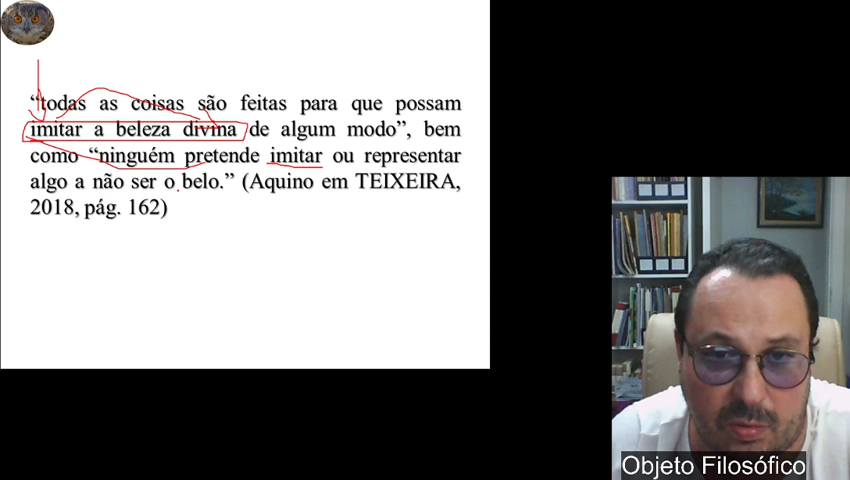 “todas as coisas são feitas para que possam
imitar a beleza divina de algum modo”, bem
como “ninguém pretende imitar ou representar
algo a não ser o belo.” (Aquino em TEIXEIRA,
2018, pág. 162)
Objeto Filosófico